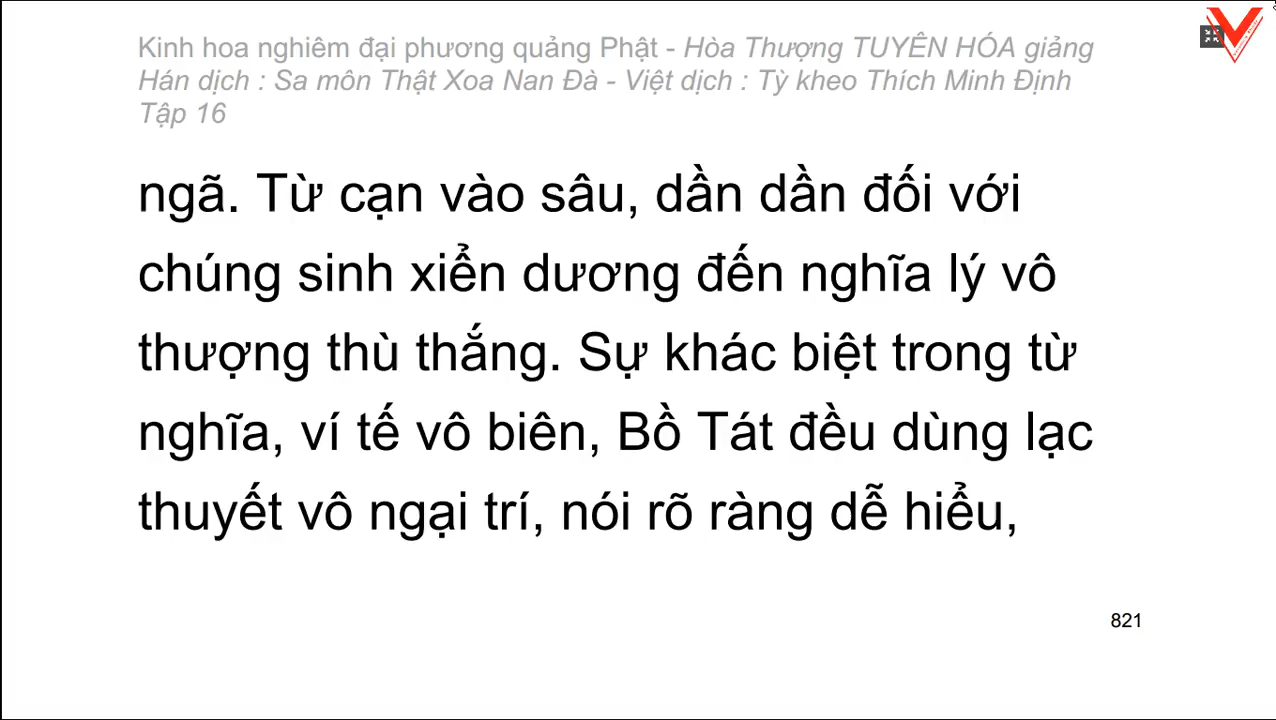 Kinh hoa nghiêm đại phương quảng Phật - Hòa Thượng TUYÊN HÓA giảng
Hán dịch : Sa môn Thật Xoa Nan Đà - Việt dịch : Tỳ kheo Thích Minh Định
Tập 16
ngã. Từ cạn vào sâu, dần dần đối với
chúng sinh xiển dương đến nghĩa lý vô
thượng thù thắng. Sự khác biệt trong từ
nghĩa, ví tế vô biên, Bồ Tát đều dùng lạc
thuyết vô ngại trí, nói rõ ràng dễ hiểu,
821